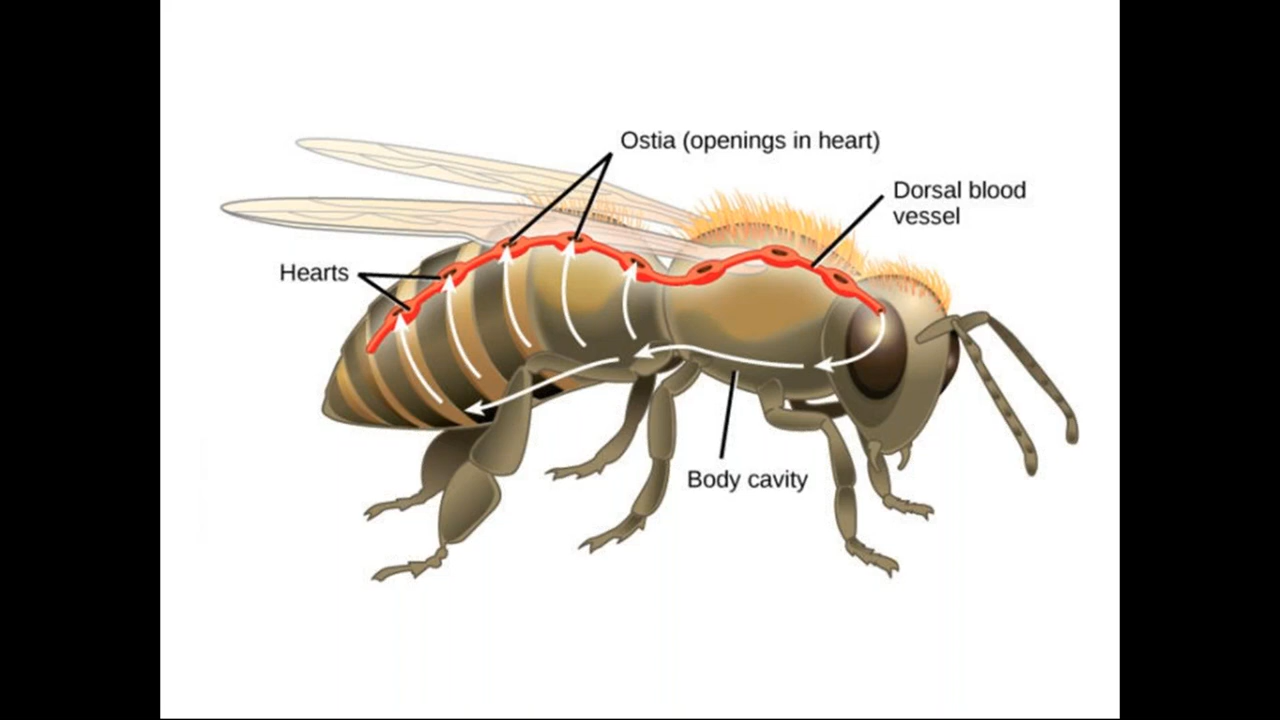 Ostia (openings in heart)
Dorsal blood
vessel
Hearts
Body cavity